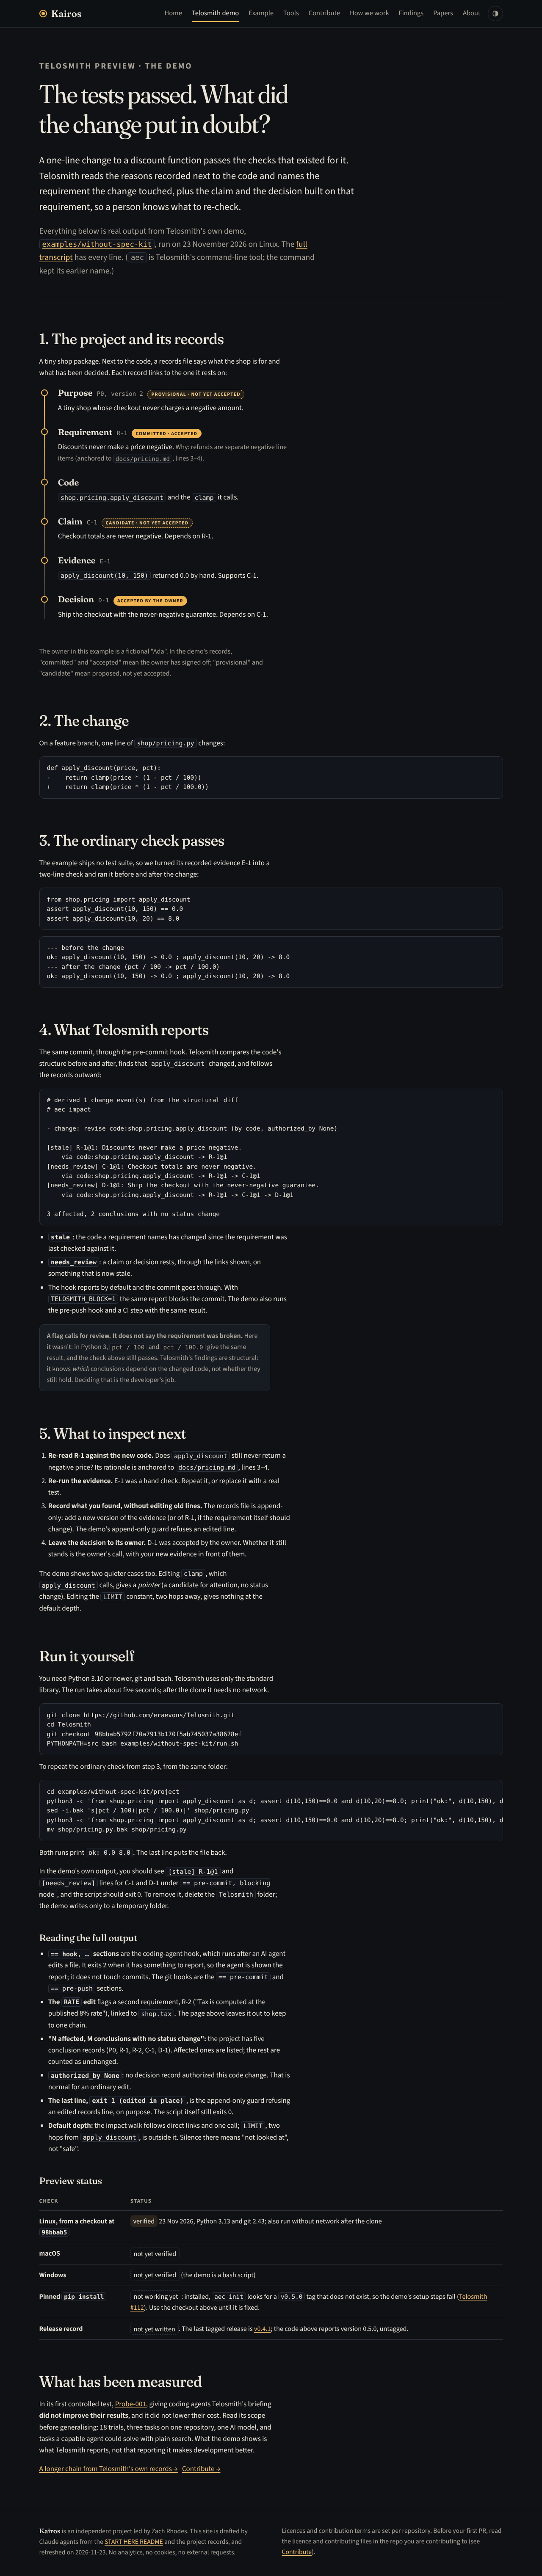 Kairos
Home Telosmith demo Example Tools Contribute How we work Findings Papers About
TELOSMITH PREVIEW · THE DEMO
The tests passed. What did
the change put in doubt?
A one-line change to a discount function passes the checks that existed for it.
Telosmith reads the reasons recorded next to the code and names the
requirement the change touched, plus the claim and the decision built on that
requirement, so a person knows what to re-check.
Everything below is real output from Telosmith's own demo,
examples/without-spec-kit , run on 23 November 2026 on Linux. The full
transcript has every line. ( aec is Telosmith's command-line tool; the command
kept its earlier name.)
1. The project and its records
A tiny shop package. Next to the code, a records file says what the shop is for and
what has been decided. Each record links to the one it rests on:
Purpose P0, version 2 PROVISIONAL · NOT YET ACCEPTED
A tiny shop whose checkout never charges a negative amount.
Requirement R-1 COMMITTED · ACCEPTED
Discounts never make a price negative. Why: refunds are separate negative line
items (anchored to docs/pricing.md , lines 3–4).
Code
shop.pricing.apply_discount and the clamp it calls.
Claim C-1 CANDIDATE · NOT YET ACCEPTED
Checkout totals are never negative. Depends on R-1.
Evidence E-1
apply_discount(10, 150) returned 0.0 by hand. Supports C-1.
Decision D-1 ACCEPTED BY THE OWNER
Ship the checkout with the never-negative guarantee. Depends on C-1.
The owner in this example is a fictional "Ada". In the demo's records,
"committed" and "accepted" mean the owner has signed off; "provisional" and
"candidate" mean proposed, not yet accepted.
2. The change
On a feature branch, one line of shop/pricing.py changes:
def apply_discount(price, pct):
-    return clamp(price * (1 - pct / 100))
+    return clamp(price * (1 - pct / 100.0))
3. The ordinary check passes
The example ships no test suite, so we turned its recorded evidence E-1 into a
two-line check and ran it before and after the change:
from shop.pricing import apply_discount
assert apply_discount(10, 150) == 0.0
assert apply_discount(10, 20) == 8.0
--- before the change
ok: apply_discount(10, 150) -> 0.0 ; apply_discount(10, 20) -> 8.0
--- after the change (pct / 100 -> pct / 100.0)
ok: apply_discount(10, 150) -> 0.0 ; apply_discount(10, 20) -> 8.0
4. What Telosmith reports
The same commit, through the pre-commit hook. Telosmith compares the code's
structure before and after, finds that apply_discount changed, and follows
the records outward:
# derived 1 change event(s) from the structural diff
# aec impact
- change: revise code:shop.pricing.apply_discount (by code, authorized_by None)
[stale] R-1@1: Discounts never make a price negative.
via code:shop.pricing.apply_discount -> R-1@1
[needs_review] C-1@1: Checkout totals are never negative.
via code:shop.pricing.apply_discount -> R-1@1 -> C-1@1
[needs_review] D-1@1: Ship the checkout with the never-negative guarantee.
via code:shop.pricing.apply_discount -> R-1@1 -> C-1@1 -> D-1@1
3 affected, 2 conclusions with no status change
• stale : the code a requirement names has changed since the requirement was
last checked against it.
• needs_review : a claim or decision rests, through the links shown, on
something that is now stale.
• The hook reports by default and the commit goes through. With
TELOSMITH_BLOCK=1 the same report blocks the commit. The demo also runs
the pre-push hook and a CI step with the same result.
A flag calls for review. It does not say the requirement was broken. Here
it wasn't: in Python 3, pct / 100 and pct / 100.0 give the same
result, and the check above still passes. Telosmith's findings are structural:
it knows which conclusions depend on the changed code, not whether they
still hold. Deciding that is the developer's job.
5. What to inspect next
1. Re-read R-1 against the new code. Does apply_discount still never return a
negative price? Its rationale is anchored to docs/pricing.md , lines 3–4.
2. Re-run the evidence. E-1 was a hand check. Repeat it, or replace it with a real
test.
3. Record what you found, without editing old lines. The records file is append-
only: add a new version of the evidence (or of R-1, if the requirement itself should
change). The demo's append-only guard refuses an edited line.
4. Leave the decision to its owner. D-1 was accepted by the owner. Whether it still
stands is the owner's call, with your new evidence in front of them.
The demo shows two quieter cases too. Editing clamp , which
apply_discount calls, gives a pointer (a candidate for attention, no status
change). Editing the LIMIT constant, two hops away, gives nothing at the
default depth.
Run it yourself
You need Python 3.10 or newer, git and bash. Telosmith uses only the standard
library. The run takes about five seconds; after the clone it needs no network.
git clone https://github.com/eraevous/Telosmith.git
cd Telosmith
git checkout 98bbab5792f70a7913b170f5ab745037a38678ef
PYTHONPATH=src bash examples/without-spec-kit/run.sh
To repeat the ordinary check from step 3, from the same folder:
cd examples/without-spec-kit/project
python3 -c 'from shop.pricing import apply_discount as d; assert d(10,150)==0.0 and d(10,20)==8.0; print("ok:", d(10,150), d
sed -i.bak 's|pct / 100)|pct / 100.0)|' shop/pricing.py
python3 -c 'from shop.pricing import apply_discount as d; assert d(10,150)==0.0 and d(10,20)==8.0; print("ok:", d(10,150), d
mv shop/pricing.py.bak shop/pricing.py
Both runs print ok: 0.0 8.0 . The last line puts the file back.
In the demo's own output, you should see [stale] R-1@1 and
[needs_review] lines for C-1 and D-1 under == pre-commit, blocking
mode , and the script should exit 0. To remove it, delete the Telosmith folder;
the demo writes only to a temporary folder.
Reading the full output
• == hook, … sections are the coding-agent hook, which runs after an AI agent
edits a file. It exits 2 when it has something to report, so the agent is shown the
report; it does not touch commits. The git hooks are the == pre-commit and
== pre-push sections.
• The RATE edit flags a second requirement, R-2 ("Tax is computed at the
published 8% rate"), linked to shop.tax . The page above leaves it out to keep
to one chain.
• "N affected, M conclusions with no status change": the project has five
conclusion records (P0, R-1, R-2, C-1, D-1). Affected ones are listed; the rest are
counted as unchanged.
• authorized_by None : no decision record authorized this code change. That is
normal for an ordinary edit.
• The last line, exit 1 (edited in place) , is the append-only guard refusing
an edited records line, on purpose. The script itself still exits 0.
• Default depth: the impact walk follows direct links and one call; LIMIT , two
hops from apply_discount , is outside it. Silence there means "not looked at",
not "safe".
Preview status
CHECK STATUS
Linux, from a checkout at 98bbab5 verified 23 Nov 2026, Python 3.13 and git 2.43; also run without network after the clone
macOS not yet verified
Windows not yet verified (the demo is a bash script)
Pinned pip install not working yet : installed, aec init looks for a v0.5.0 tag that does not exist, so the demo's setup steps fail (Telosmith
#112). Use the checkout above until it is fixed.
Release record not yet written . The last tagged release is v0.4.1; the code above reports version 0.5.0, untagged.
What has been measured
In its first controlled test, Probe-001, giving coding agents Telosmith's briefing
did not improve their results, and it did not lower their cost. Read its scope
before generalising: 18 trials, three tasks on one repository, one AI model, and
tasks a capable agent could solve with plain search. What the demo shows is
what Telosmith reports, not that reporting it makes development better.
A longer chain from Telosmith's own records → Contribute →
Kairos is an independent project led by Zach Rhodes. This site is drafted by
Claude agents from the START HERE README and the project records, and
refreshed on 2026-11-23. No analytics, no cookies, no external requests.
Licences and contribution terms are set per repository. Before your first PR, read
the licence and contributing files in the repo you are contributing to (see
Contribute).